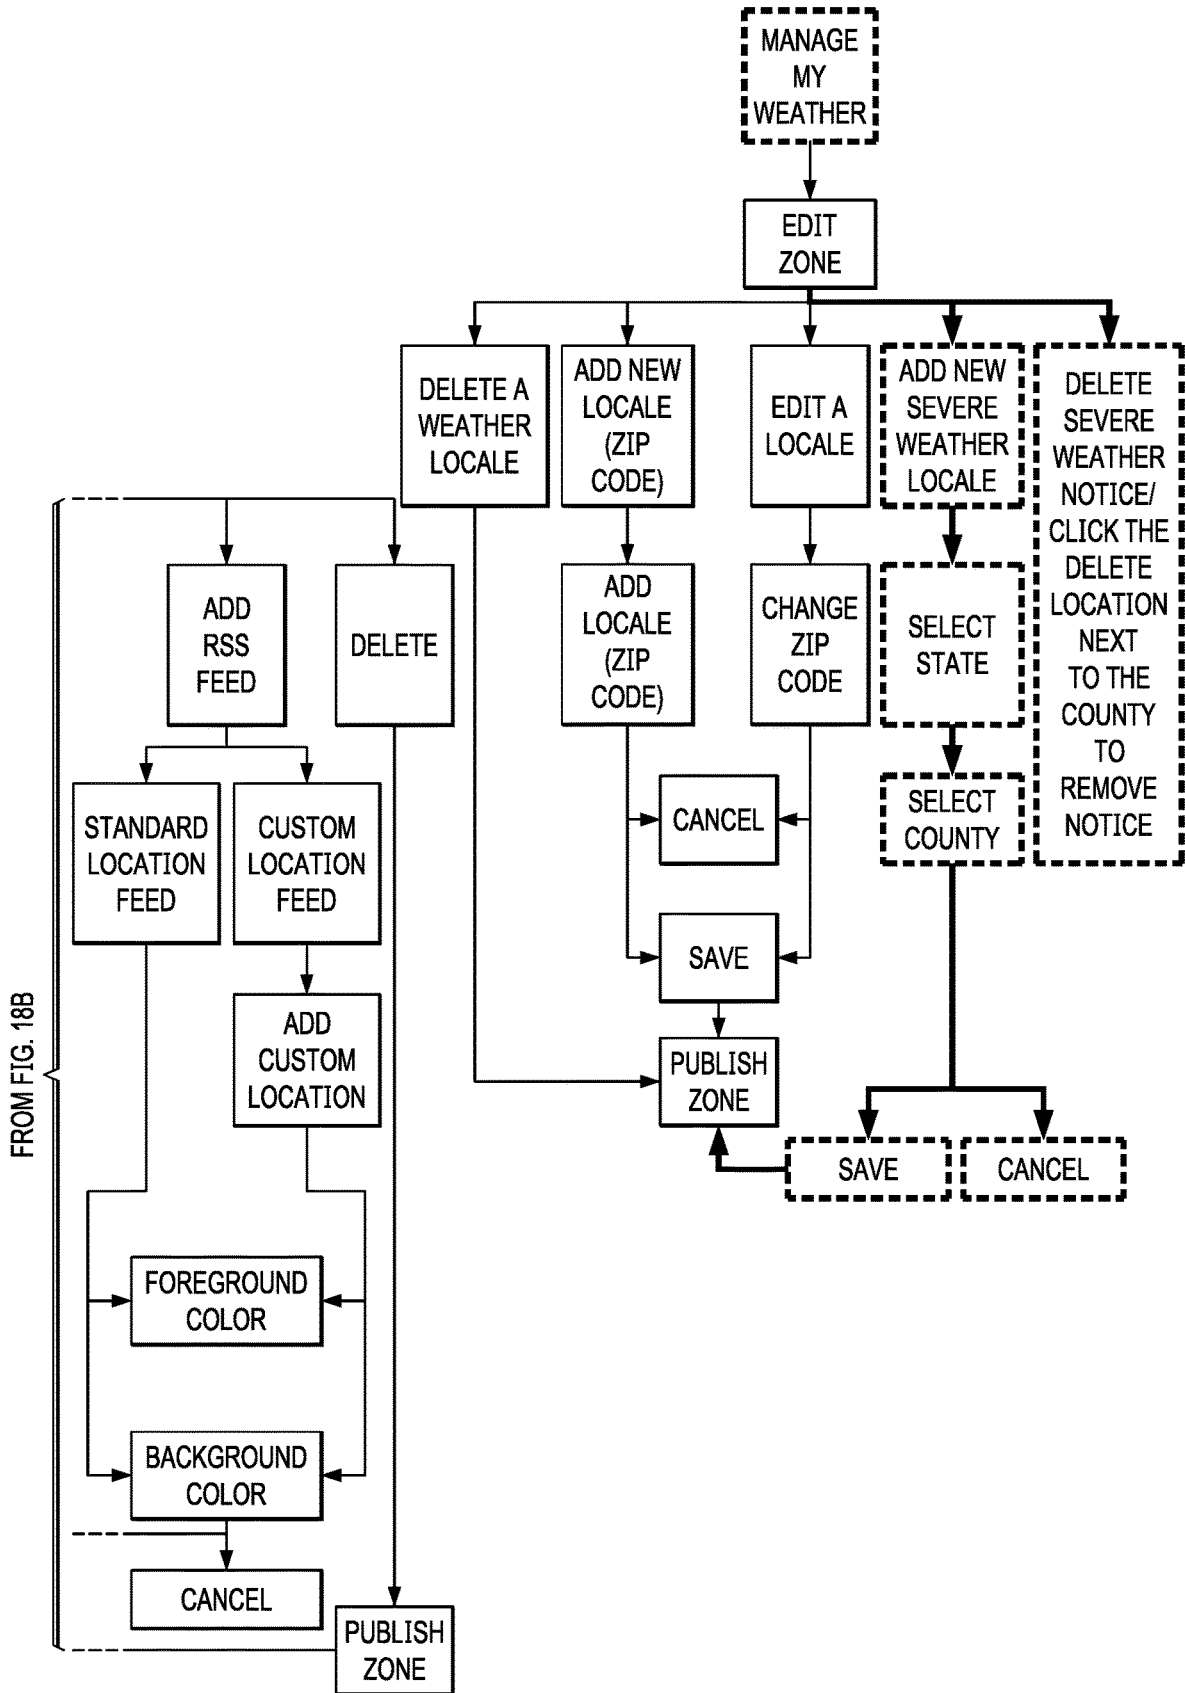 MANAGE
MY
WEATHER
EDIT
ZONE
DELETE A
WEATHER
LOCALE
ADD NEW
LOCALE
(ZIP
CODE)
EDIT A
LOCALE
ADD NEW
SEVERE
WEATHER
LOCALE
DELETE
SEVERE
WEATHER
NOTICE/
CLICK THE
DELETE
LOCATION
NEXT
TO THE
COUNTY
TO
REMOVE
NOTICE
ADD
RSS
FEED
DELETE
ADD
LOCALE
(ZIP
CODE)
CHANGE
ZIP
CODE
SELECT
STATE
STANDARD
LOCATION
FEED
CUSTOM
LOCATION
FEED
CANCEL
SELECT
COUNTY
SAVE
ADD
CUSTOM
LOCATION
PUBLISH
ZONE
SAVE
CANCEL
FROM FIG. 18B
FOREGROUND
COLOR
BACKGROUND
COLOR
CANCEL
PUBLISH
ZONE